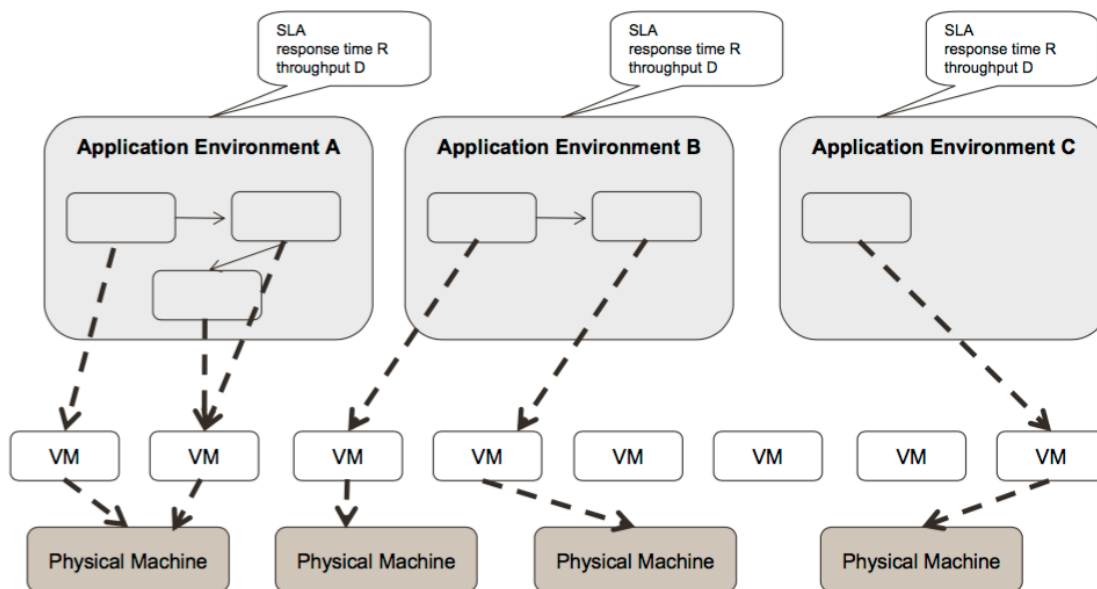 SLA
response time R
throughput D
SLA
response time R
throughput D
SLA
response time R
throughput D
Application Environment A
Application Environment B
Application Environment C
VM
VM
VM
VM
VM
VM
VM
VM
Physical Machine
Physical Machine
Physical Machine
Physical Machine